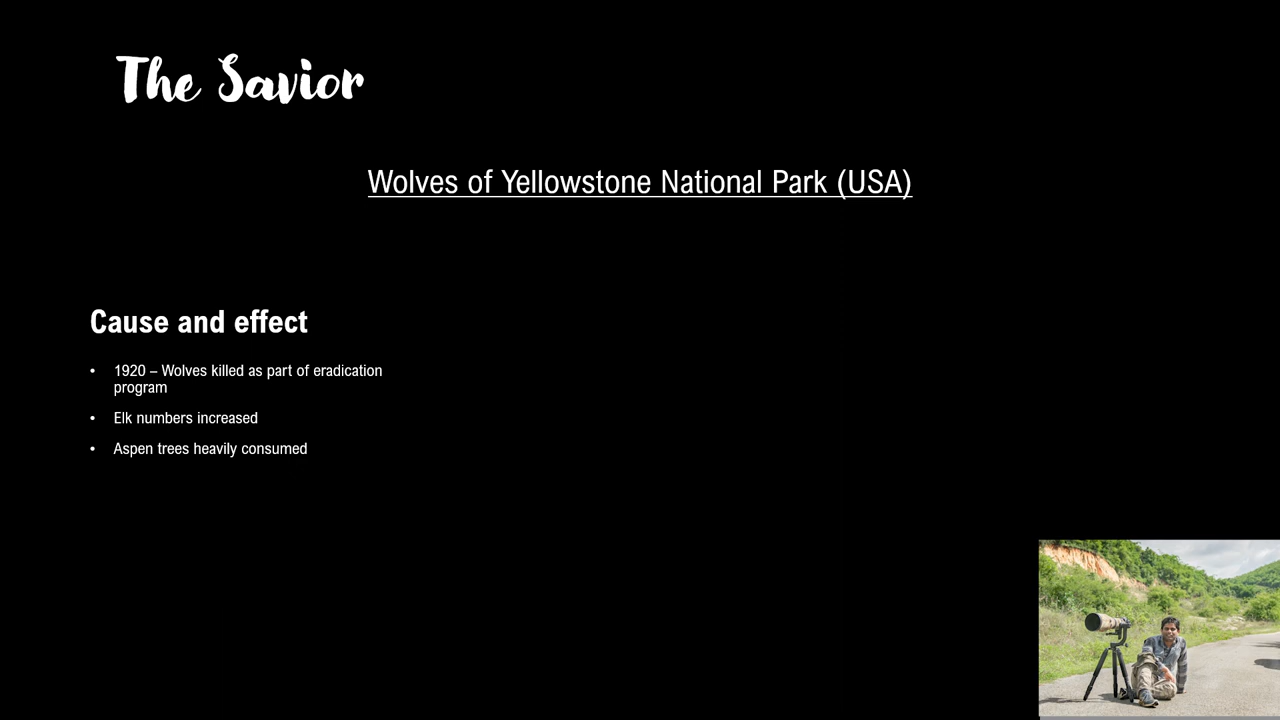 The Savior
Wolves of Yellowstone National Park (USA)
Cause and effect
• 1920 – Wolves killed as part of eradication
program
• Elk numbers increased
• Aspen trees heavily consumed